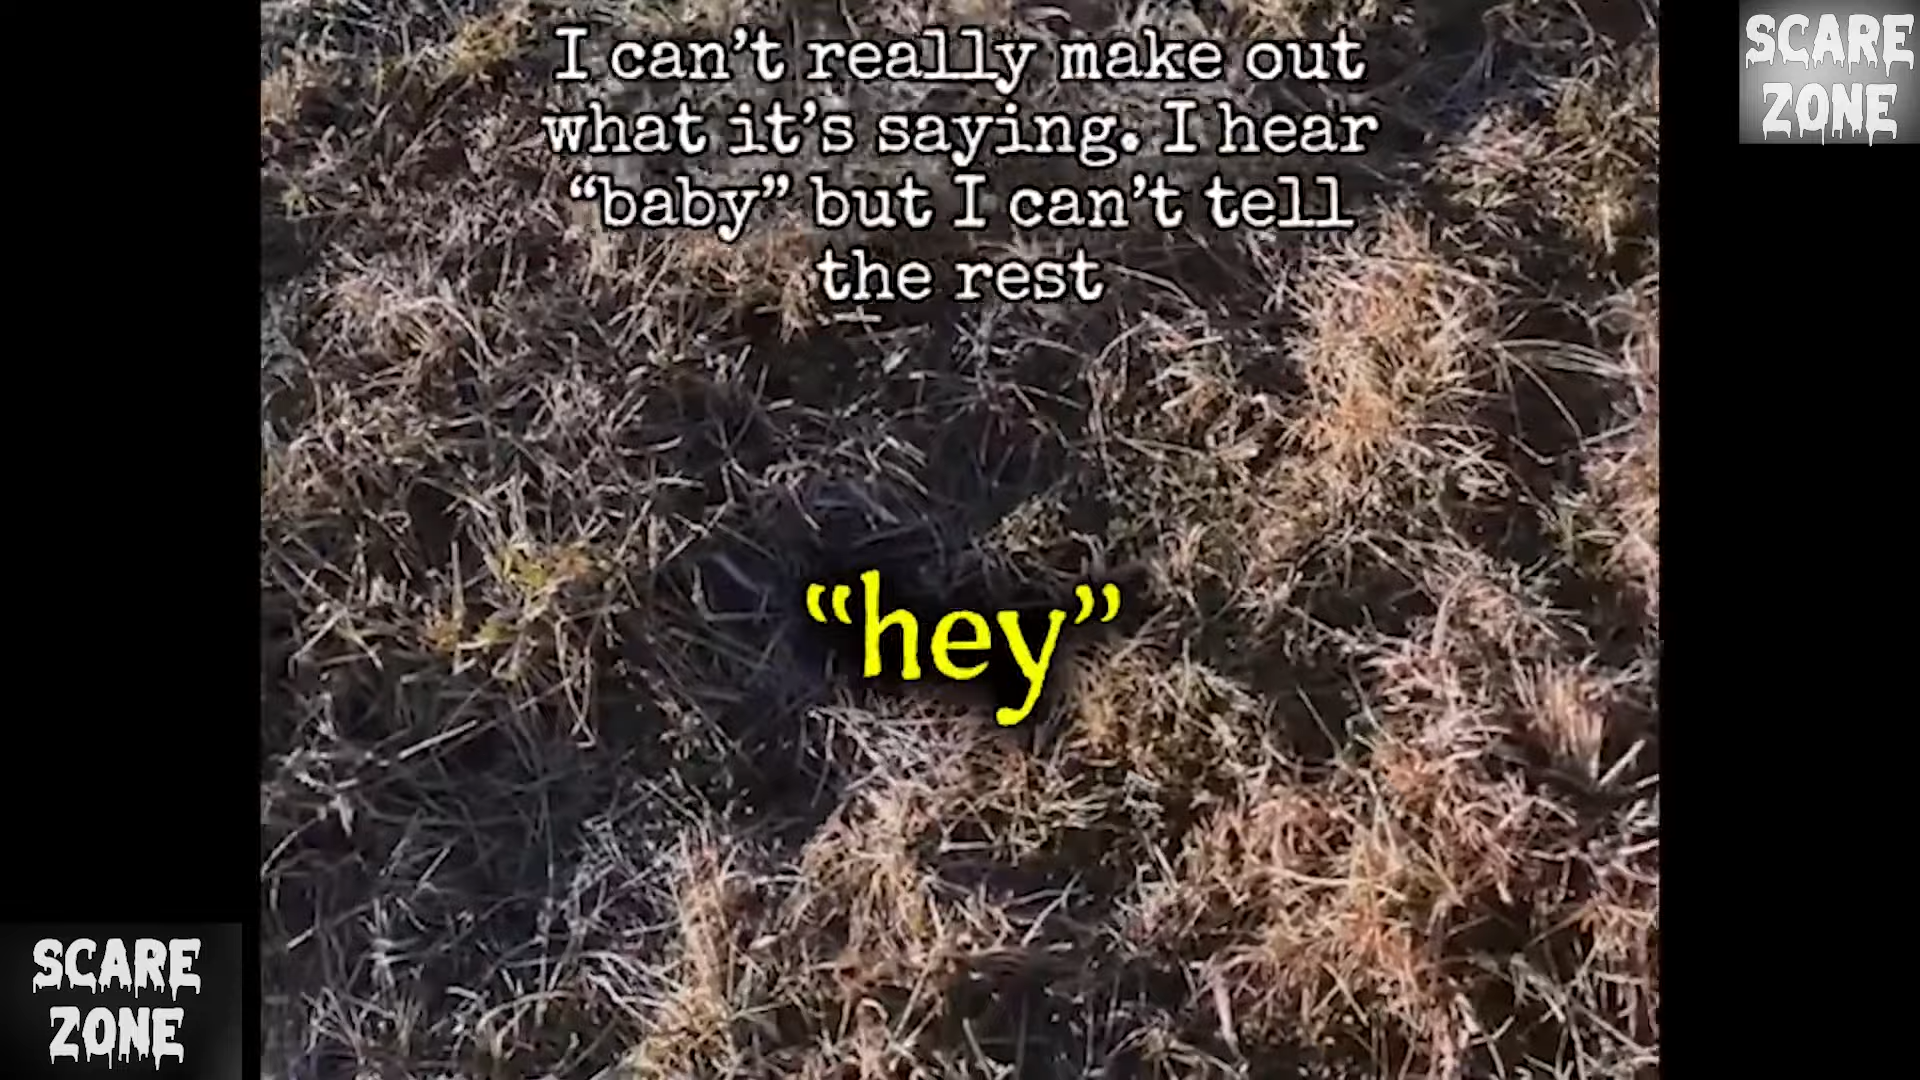 I can’t really make out
what it’s saying. I hear
“baby” but I can’t tell
the rest
“hey”
SCARE
ZONE
SCARE
ZONE